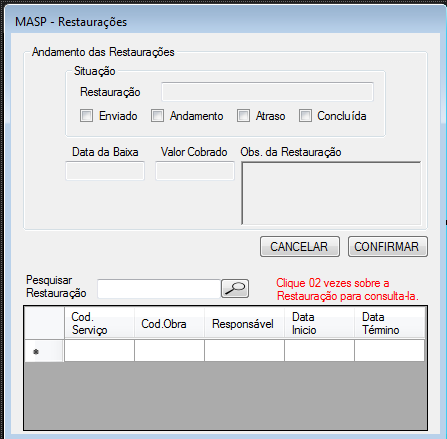 MASP - Restaurações
Andamento das Restaurações
Situação
Restauração
Enviado Andamento Atraso Concluída
Data da Baixa Valor Cobrado Obs. da Restauração
CANCELAR CONFIRMAR
Pesquisar
Restauração
Clique 02 vezes sobre a
Restauração para consulta-la.
Cod.
Serviço
Cod.Obra
Responsável
Data
Inicio
Data
Término
*